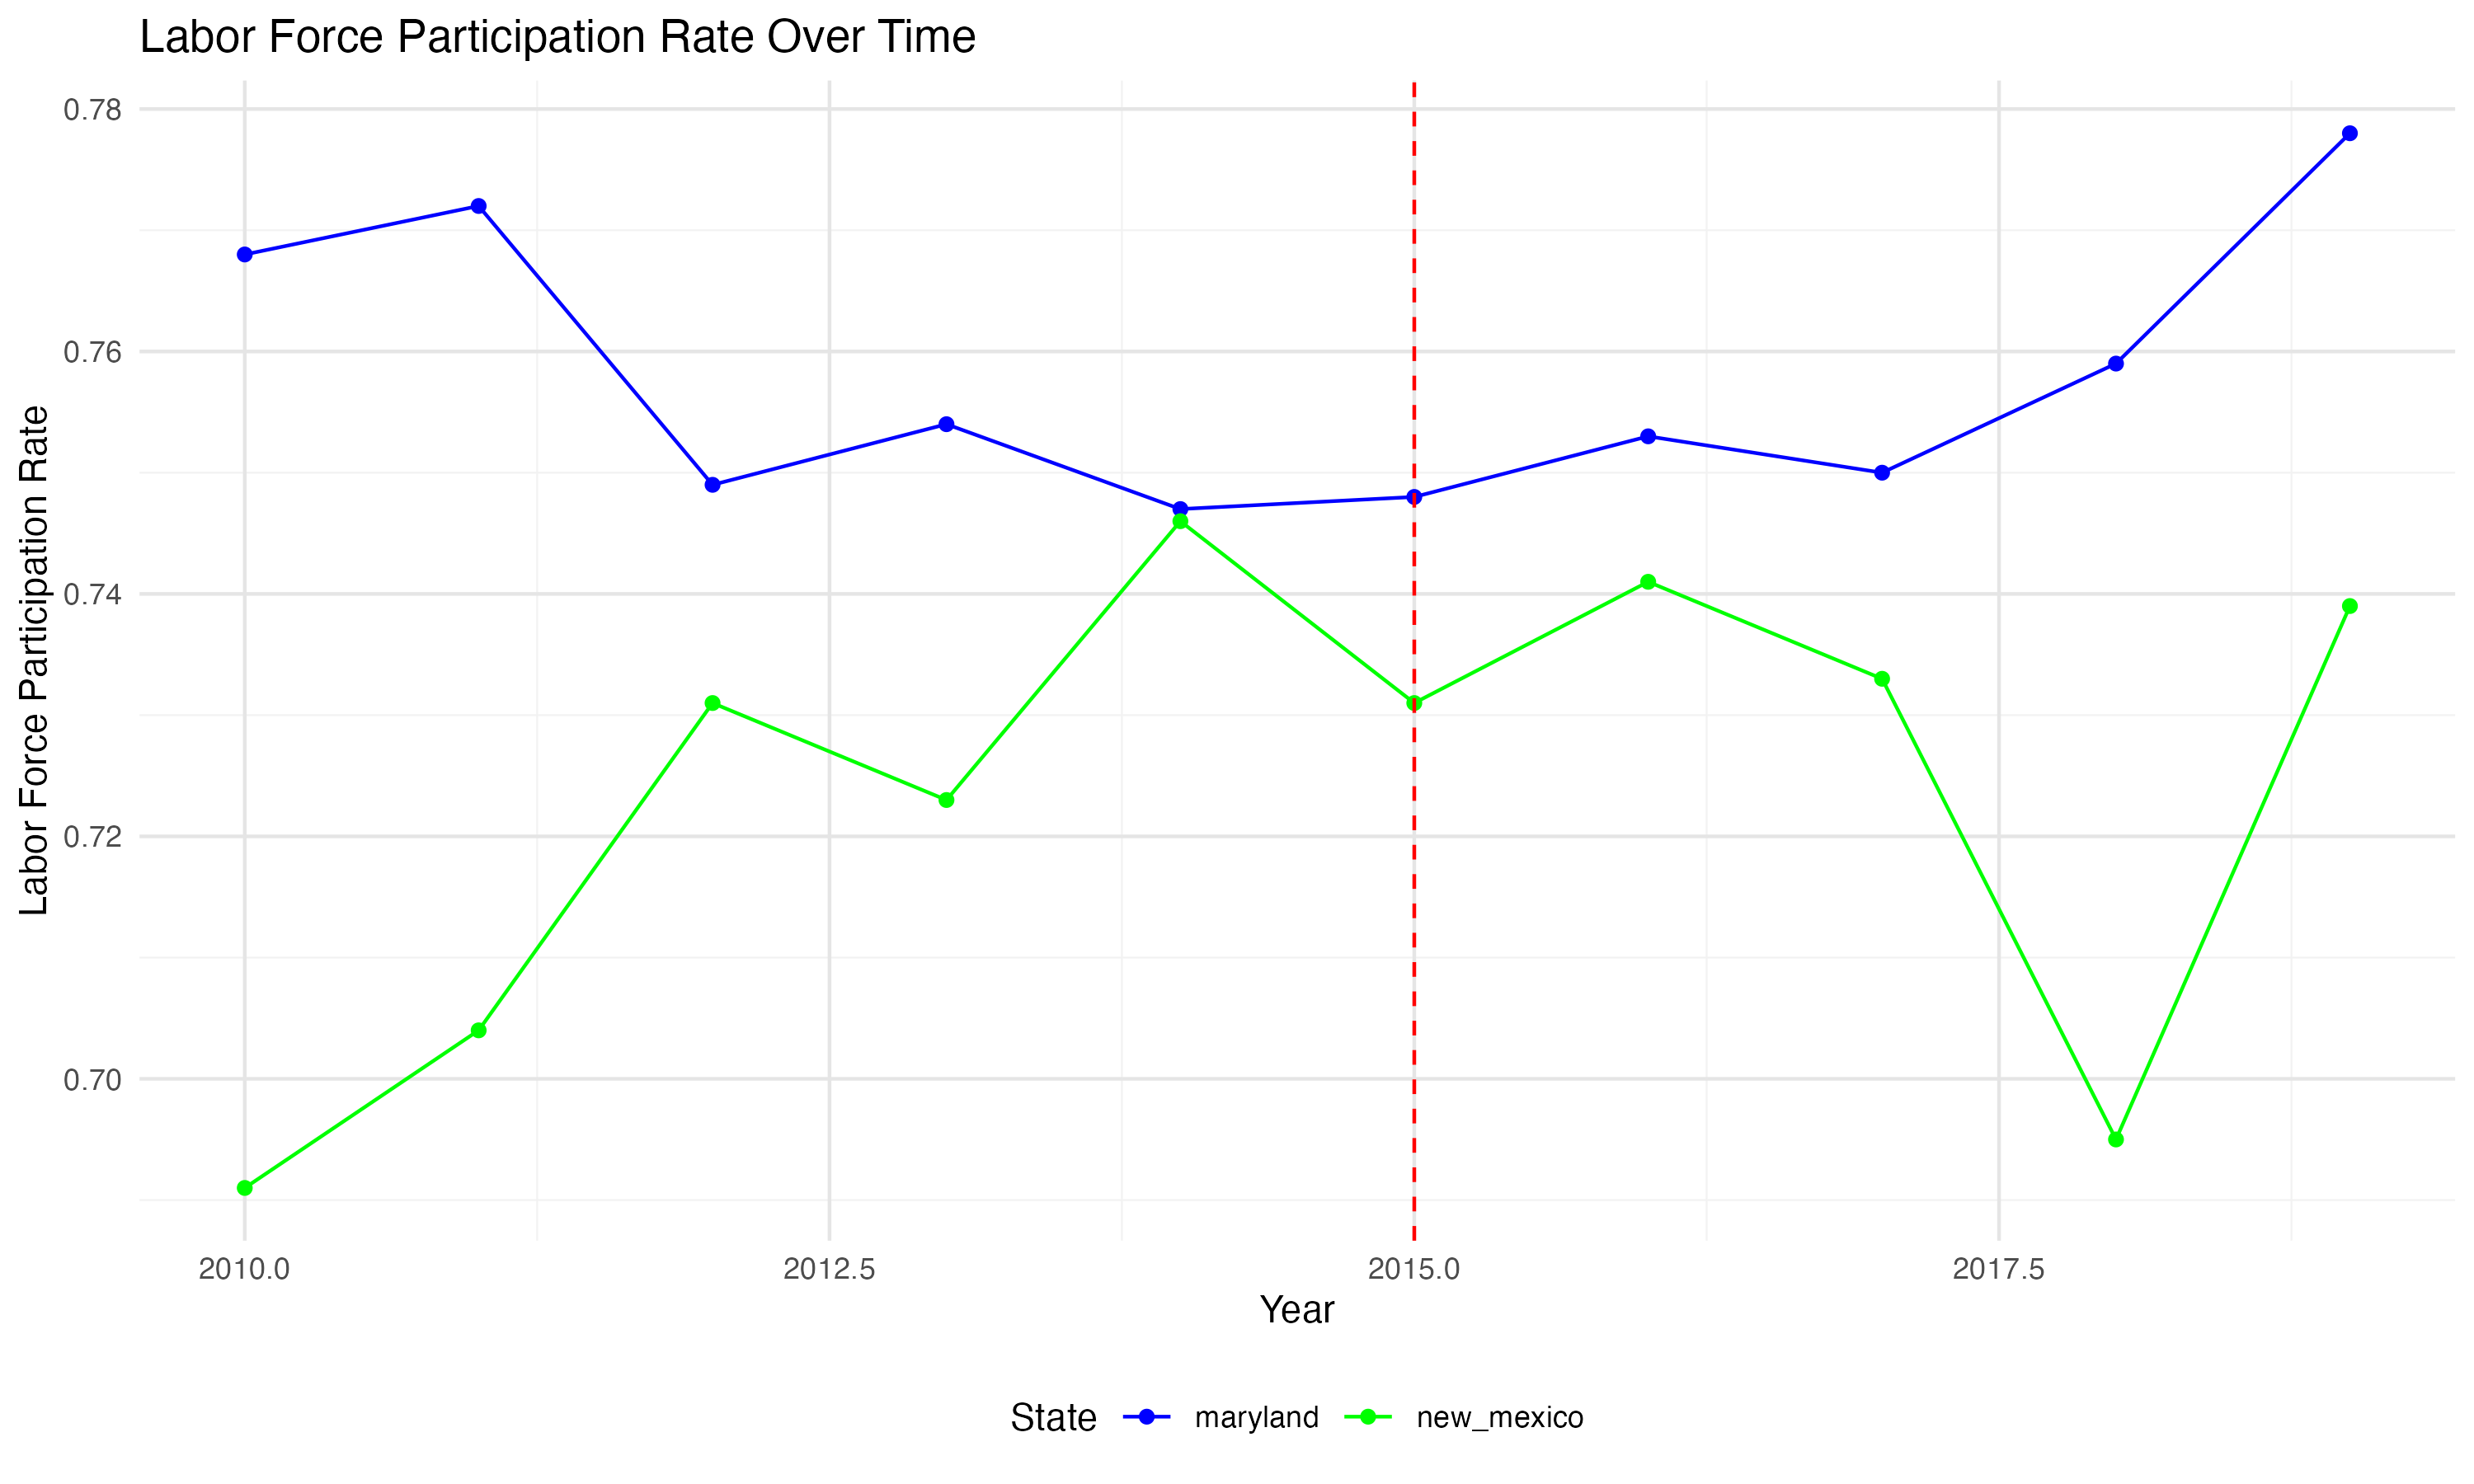 Labor Force Participation Rate Over Time
Labor Force Participation Rate
0.78
0.76
0.74
0.72
0.70
2010.0 2012.5 2015.0 2017.5
Year
State maryland new_mexico